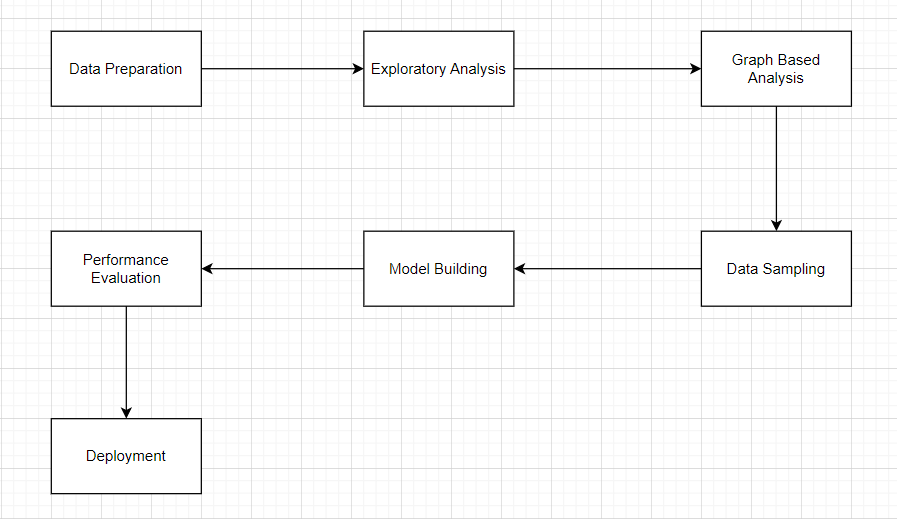 Data Preparation
Exploratory Analysis
Graph Based
Analysis
Data Sampling
Model Building
Performance
Evaluation
Deployment